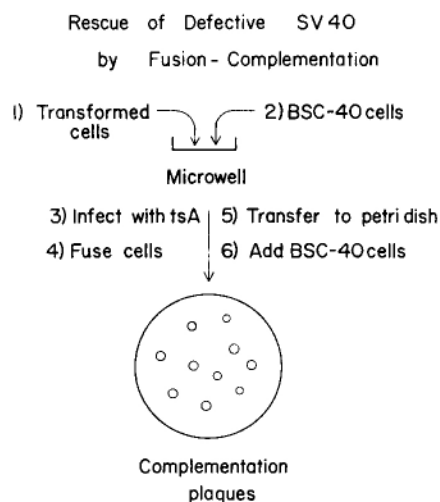 Rescue of Defective SV40
by Fusion-Complementation
1) Transformed cells
2) BSC-40 cells
Microwell
3) Infect with tsA
4) Fuse cells
5) Transfer to petri dish
6) Add BSC-40 cells
Complementation
plaques